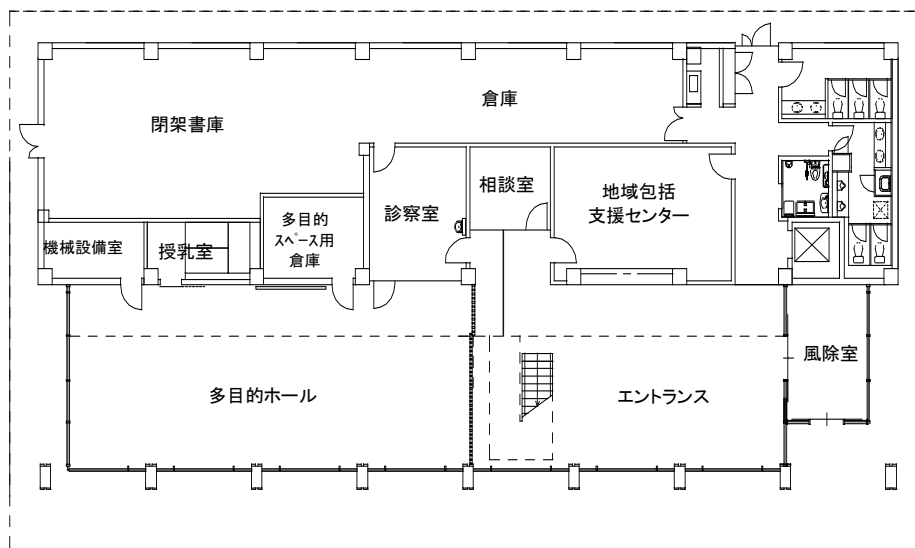 倉庫
閉架書庫
相談室
地域包括
支援センター
診察室
多目的
スペース用
倉庫
機械設備室
授乳室
風除室
多目的ホール
エントランス